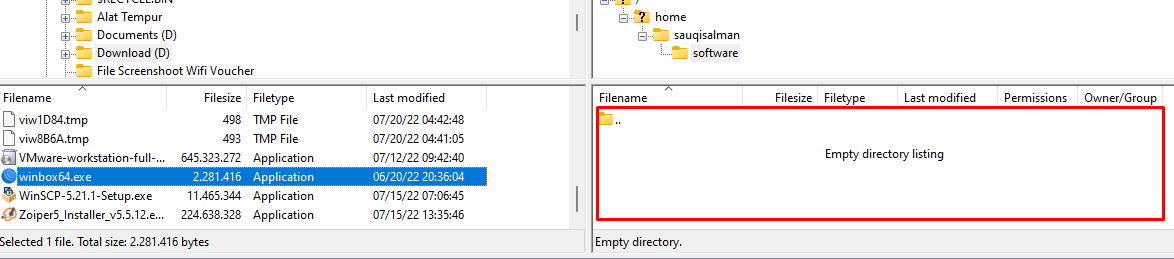 $RECYCLE.BIN
Alat Tempur
Documents (D)
Download (D)
File Screenshoot Wifi Voucher
/
home
sauqisalman
software
Filename Filesize Filetype Last modified
viw1D84.tmp 498 TMP File 07/20/22 04:42:48
viw8B6A.tmp 493 TMP File 07/20/22 04:41:05
VMware-workstation-full-... 645.323.272 Application 07/12/22 09:42:40
winbox64.exe 2.281.416 Application 06/20/22 20:36:04
WinSCP-5.21.1-Setup.exe 11.465.344 Application 07/15/22 07:06:45
Zoiper5_Installer_v5.5.12.e... 224.638.328 Application 07/15/22 13:35:46
Selected 1 file. Total size: 2.281.416 bytes
Filename Filesize Filetype Last modified Permissions Owner/Group
..
Empty directory listing
Empty directory.